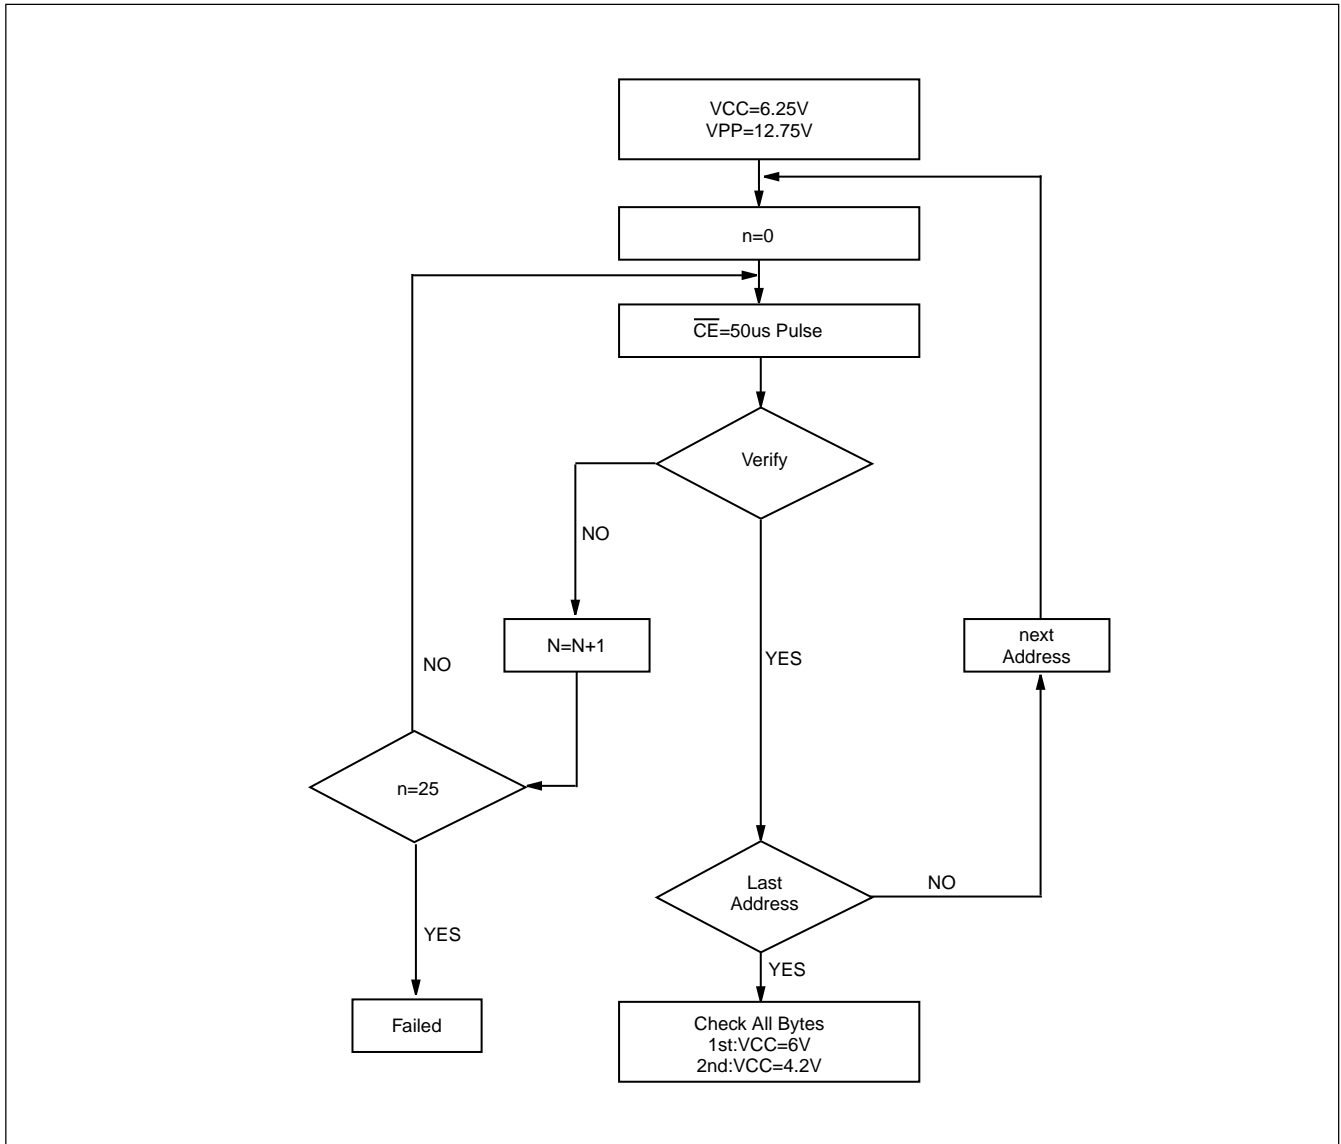 VCC=6.25V
VPP=12.75V
n=0
C̅E̅=50us Pulse
Verify
NO
N=N+1
NO
YES
next
Address
n=25
Last
Address
NO
YES
YES
Failed
Check All Bytes
1st:VCC=6V
2nd:VCC=4.2V